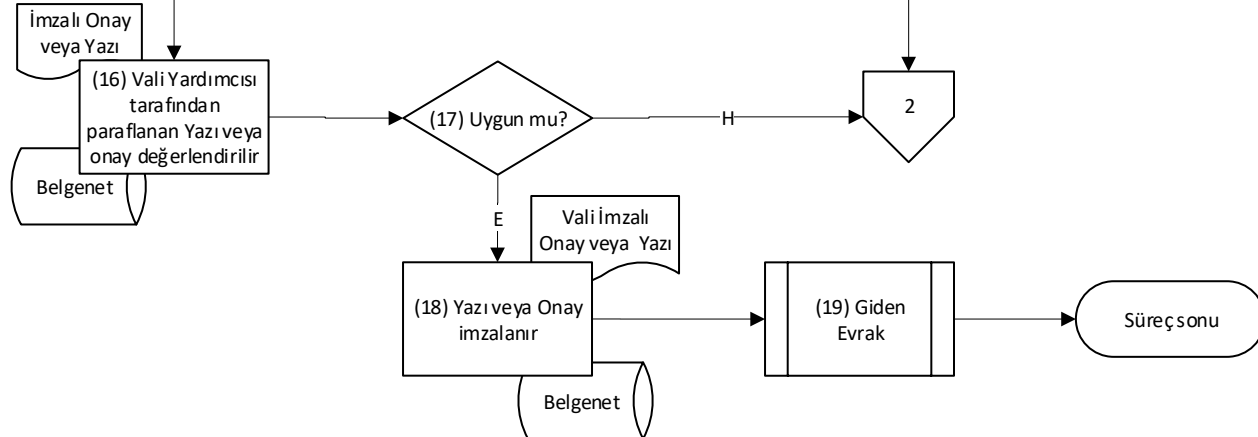 İmzalı Onay
veya Yazı
(16) Vali Yardımcısı
tarafından
paraflanan Yazı veya
onay değerlendirilir
Belgenet
(17) Uygun mu?
H
2
E
Vali İmzalı
Onay veya Yazı
(18) Yazı veya Onay
imzalanır
Belgenet
(19) Giden
Evrak
Süreç sonu